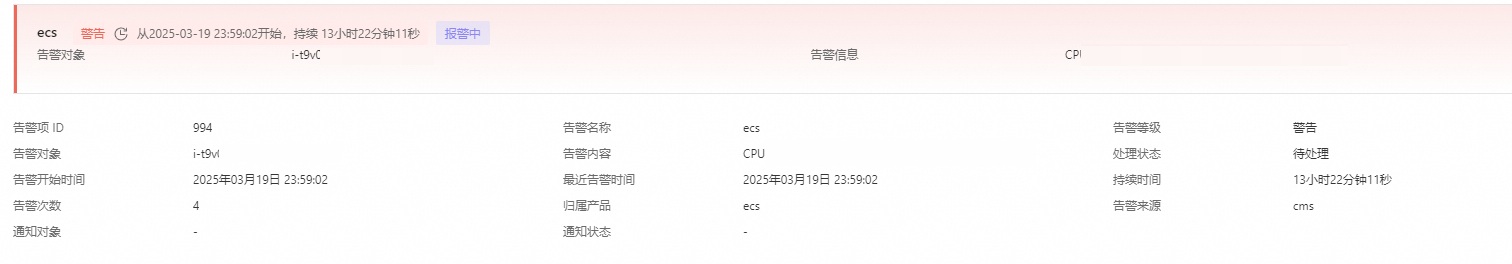 ecs 警告 从2025-03-19 23:59:02开始，持续 13小时22分钟11秒 报警中
告警对象 i-t9v 告警信息 CPU
告警项 ID 994 告警名称 ecs 告警等级 警告
告警对象 i-t9v 告警内容 CPU 处理状态 待处理
告警开始时间 2025年03月19日 23:59:02 最近告警时间 2025年03月19日 23:59:02 持续时间 13小时22分钟11秒
告警次数 4 归属产品 ecs 告警来源 cms
通知对象 - 通知状态 -